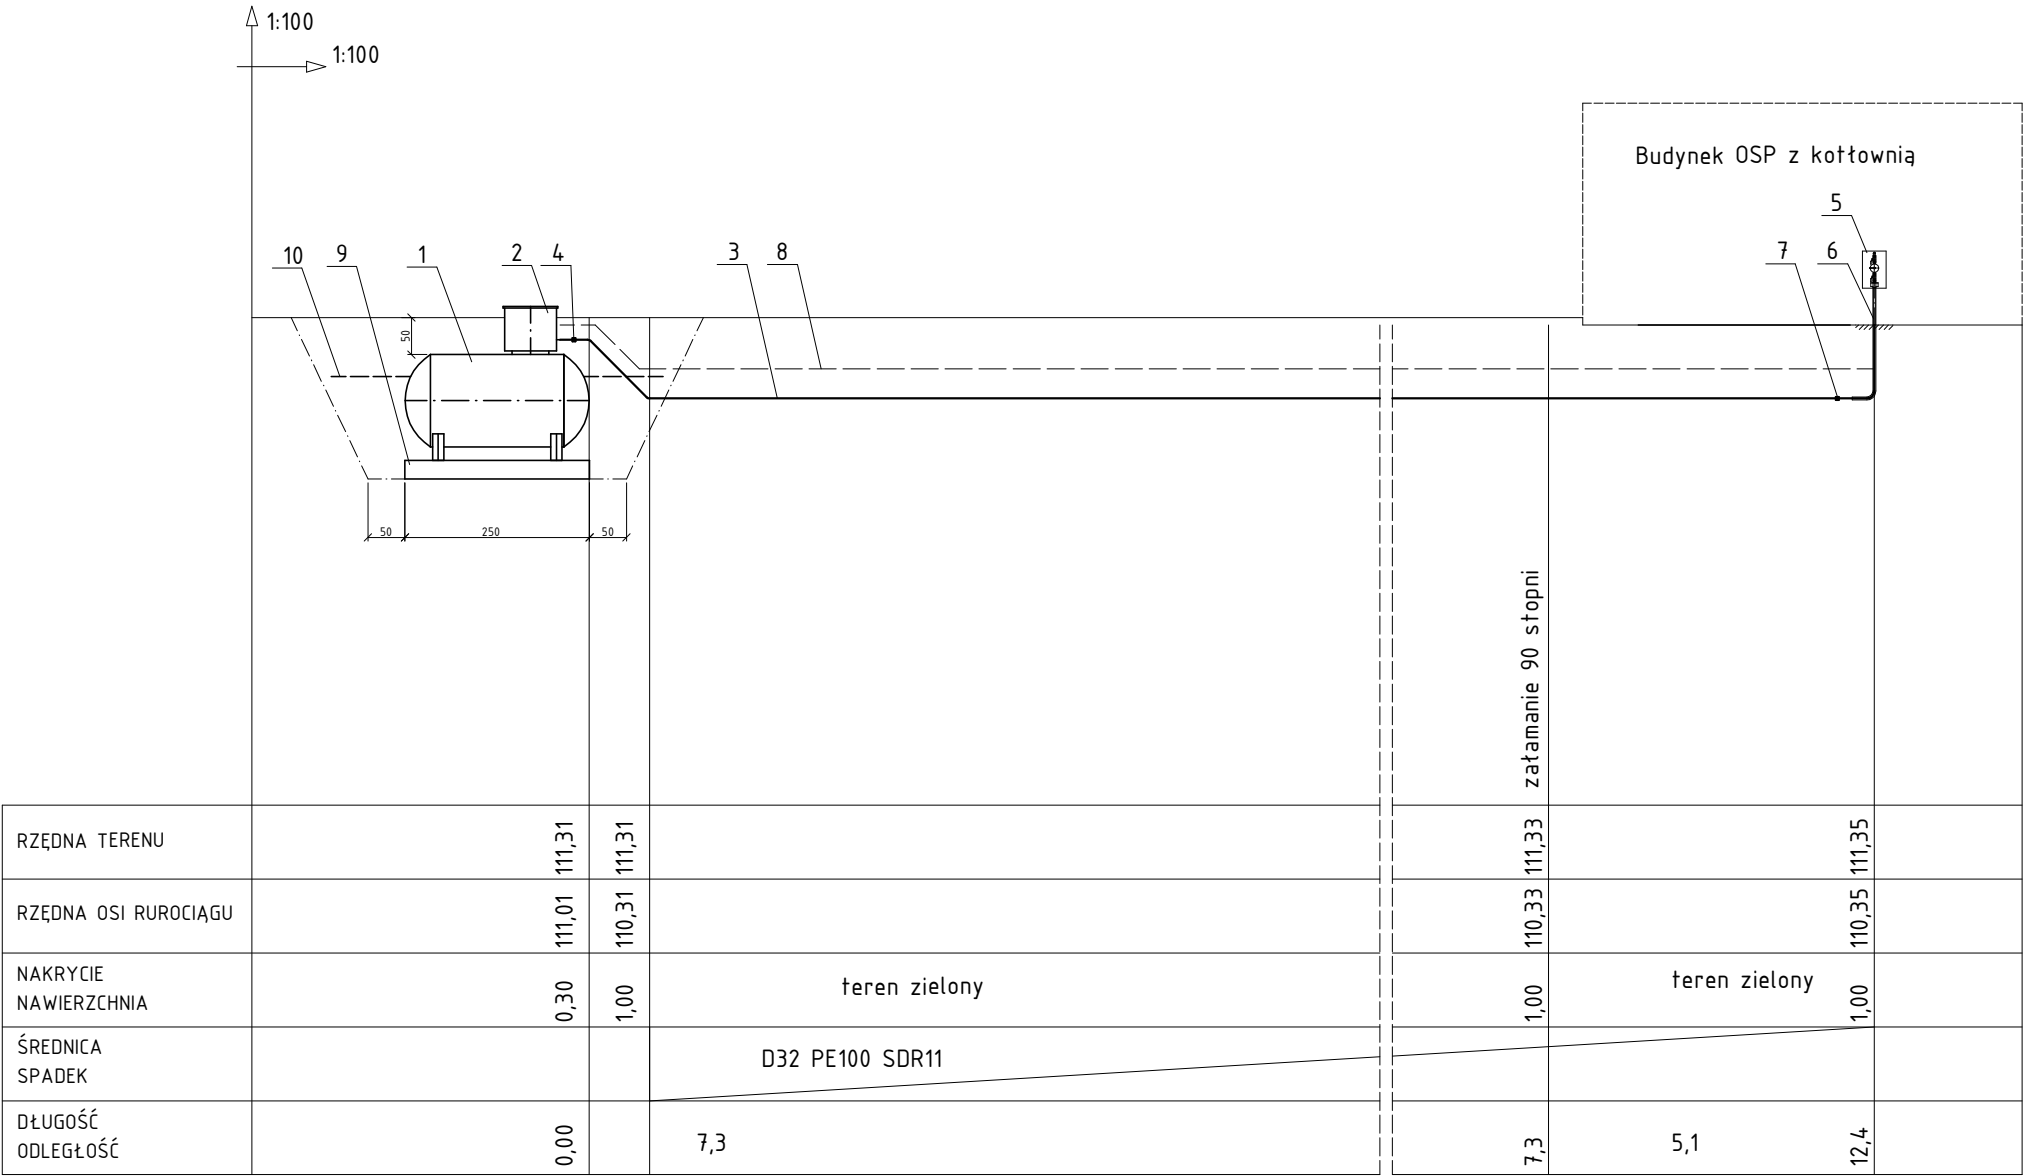 1:100
1:100
Budynek OSP z kotłownią
5
10
9
1
2
4
3
8
7
6
50
50
250
50
załamanie 90 stopni
RZĘDNA TERENU
111,31
111,31
111,33
111,35
RZĘDNA OSI RUROCIĄGU
111,01
110,31
110,33
110,35
NAKRYCIE
NAWIERZCHNIA
0,30
1,00
teren zielony
1,00
teren zielony
1,00
ŚREDNICA
SPADEK
D32 PE100 SDR11
DŁUGOŚĆ
ODLEGŁOŚĆ
0,00
7,3
7,3
5,1
12,4